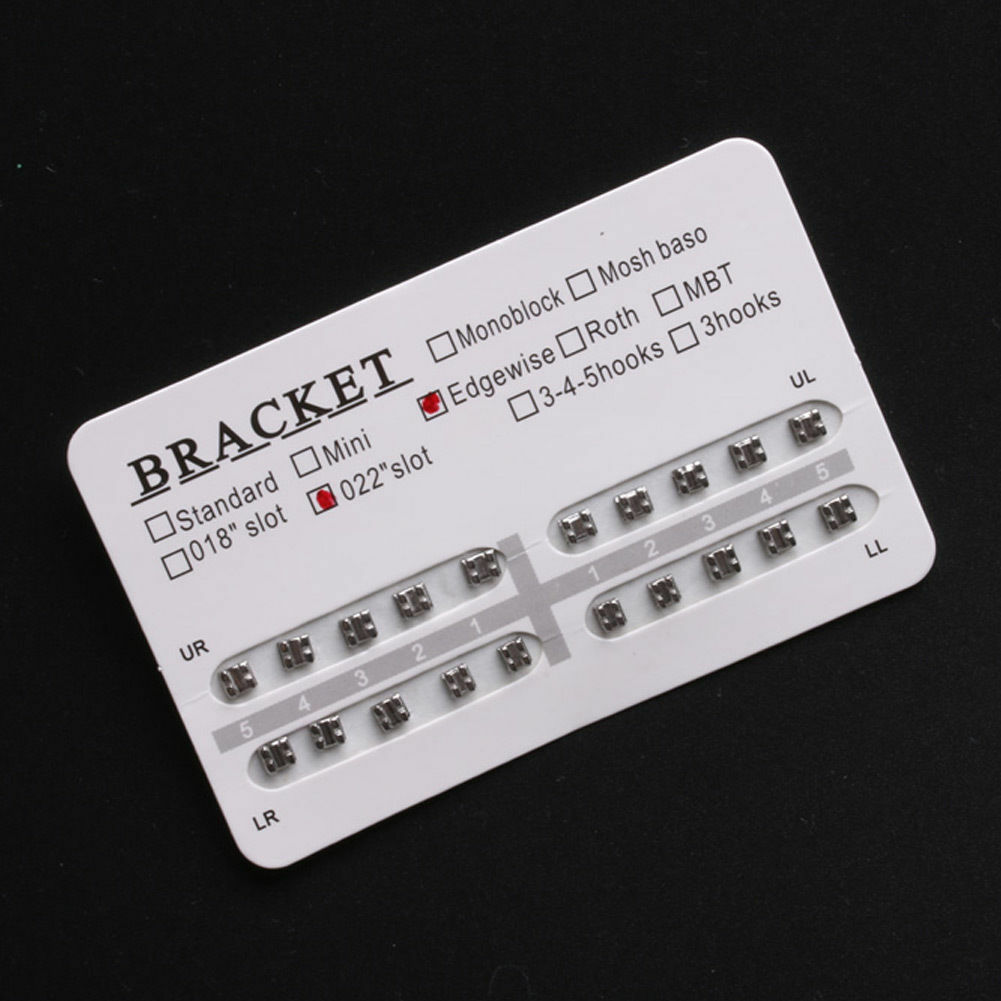 BRACKET
Monoblock Mosh baso
Edgewise Roth MBT
3-4-5hooks 3hooks
Standard Mini
018" slot 022"slot
UL
1 2 3 4 5
LL
UR
5 4 3 2 1
LR